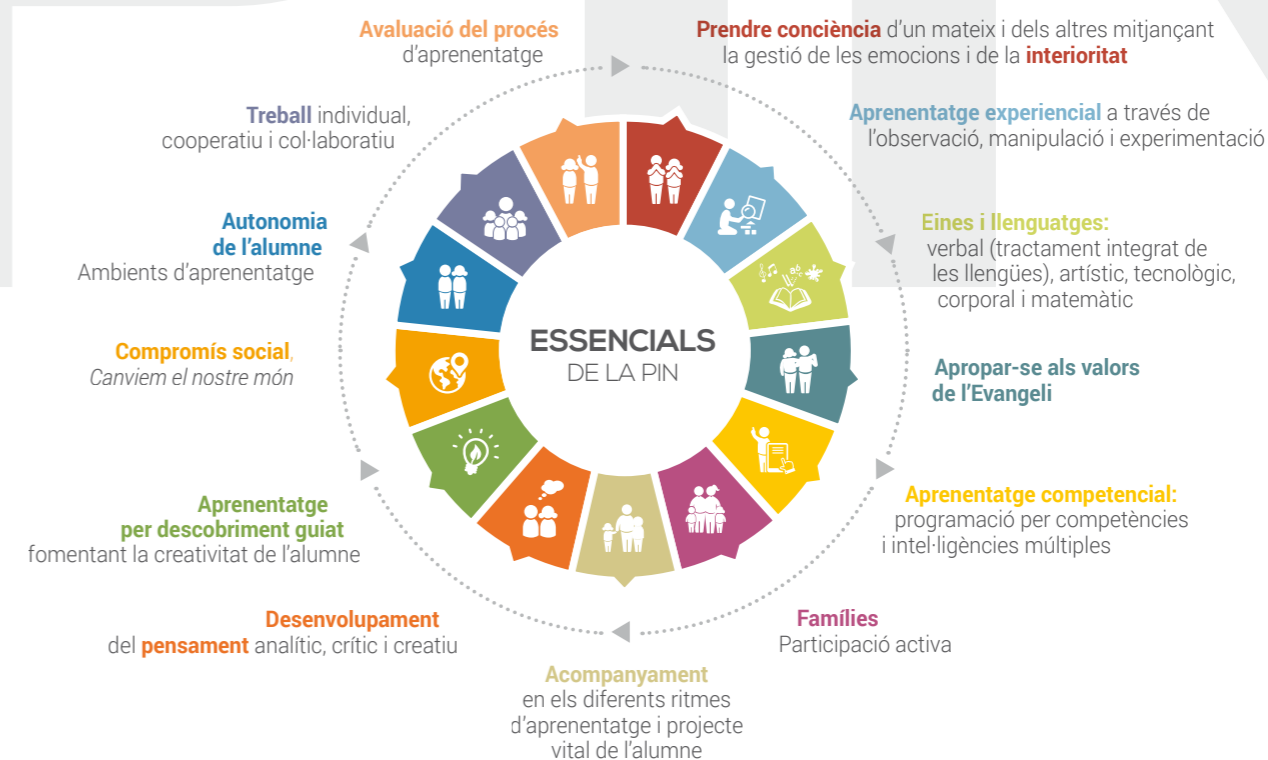 Avaluació del procés
d'aprenentatge
Prendre conciència d'un mateix i dels altres mitjançant
la gestió de les emocions i de la interioritat
Treball individual,
cooperatiu i col·laboratiu
Aprenentatge experiencial a través de
l'observació, manipulació i experimentació
Autonomia
de l'alumne
Ambients d'aprenentatge
Eines i llenguatges:
verbal (tractament integrat de
les llengües), artístic, tecnològic,
corporal i matemàtic
ESSENCIALS
DE LA PIN
Compromís social,
Canviem el nostre món
Apropar-se als valors
de l'Evangeli
Aprenentatge
per descobriment guiat
fomentant la creativitat de l'alumne
Aprenentatge competencial:
programació per competències
i intel·ligències múltiples
Desenvolupament
del pensament analític, crític i creatiu
Famílies
Participació activa
Acompanyament
en els diferents ritmes
d'aprenentatge i projecte
vital de l'alumne